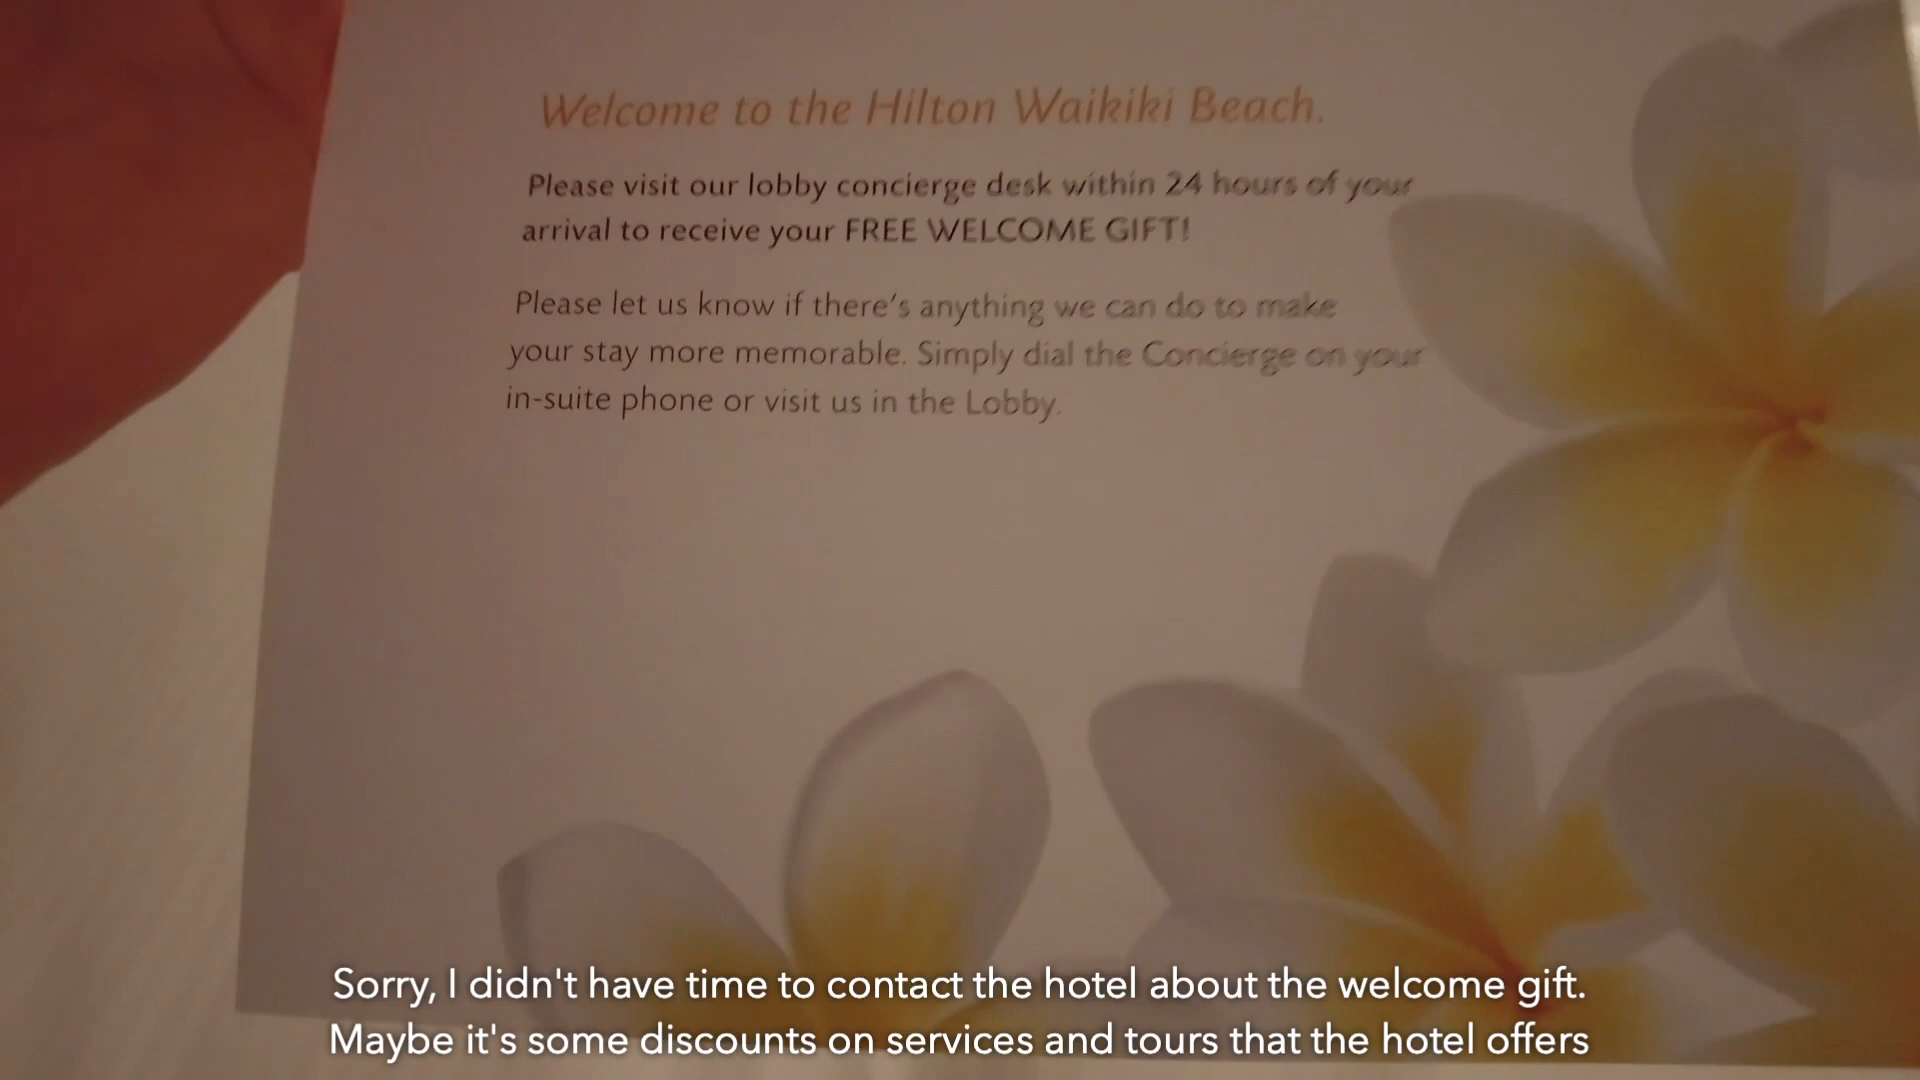 Welcome to the Hilton Waikiki Beach.
Please visit our lobby concierge desk within 24 hours of your
arrival to receive your FREE WELCOME GIFT!
Please let us know if there's anything we can do to make
your stay more memorable. Simply dial the Concierge on your
in-suite phone or visit us in the Lobby.
Sorry, I didn't have time to contact the hotel about the welcome gift.
Maybe it's some discounts on services and tours that the hotel offers